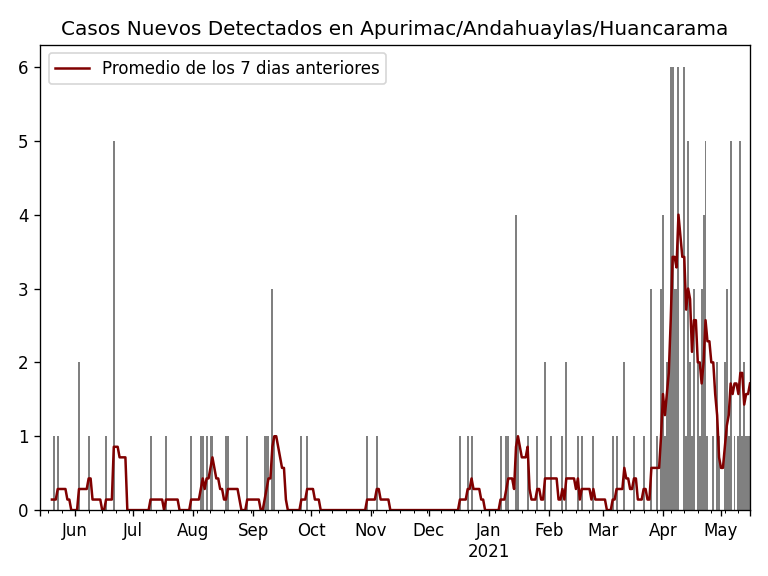 Casos Nuevos Detectados en Apurimac/Andahuaylas/Huancarama
Promedio de los 7 dias anteriores
6
5
4
3
2
1
0
Jun Jul Aug Sep Oct Nov Dec Jan Feb Mar Apr May
2021